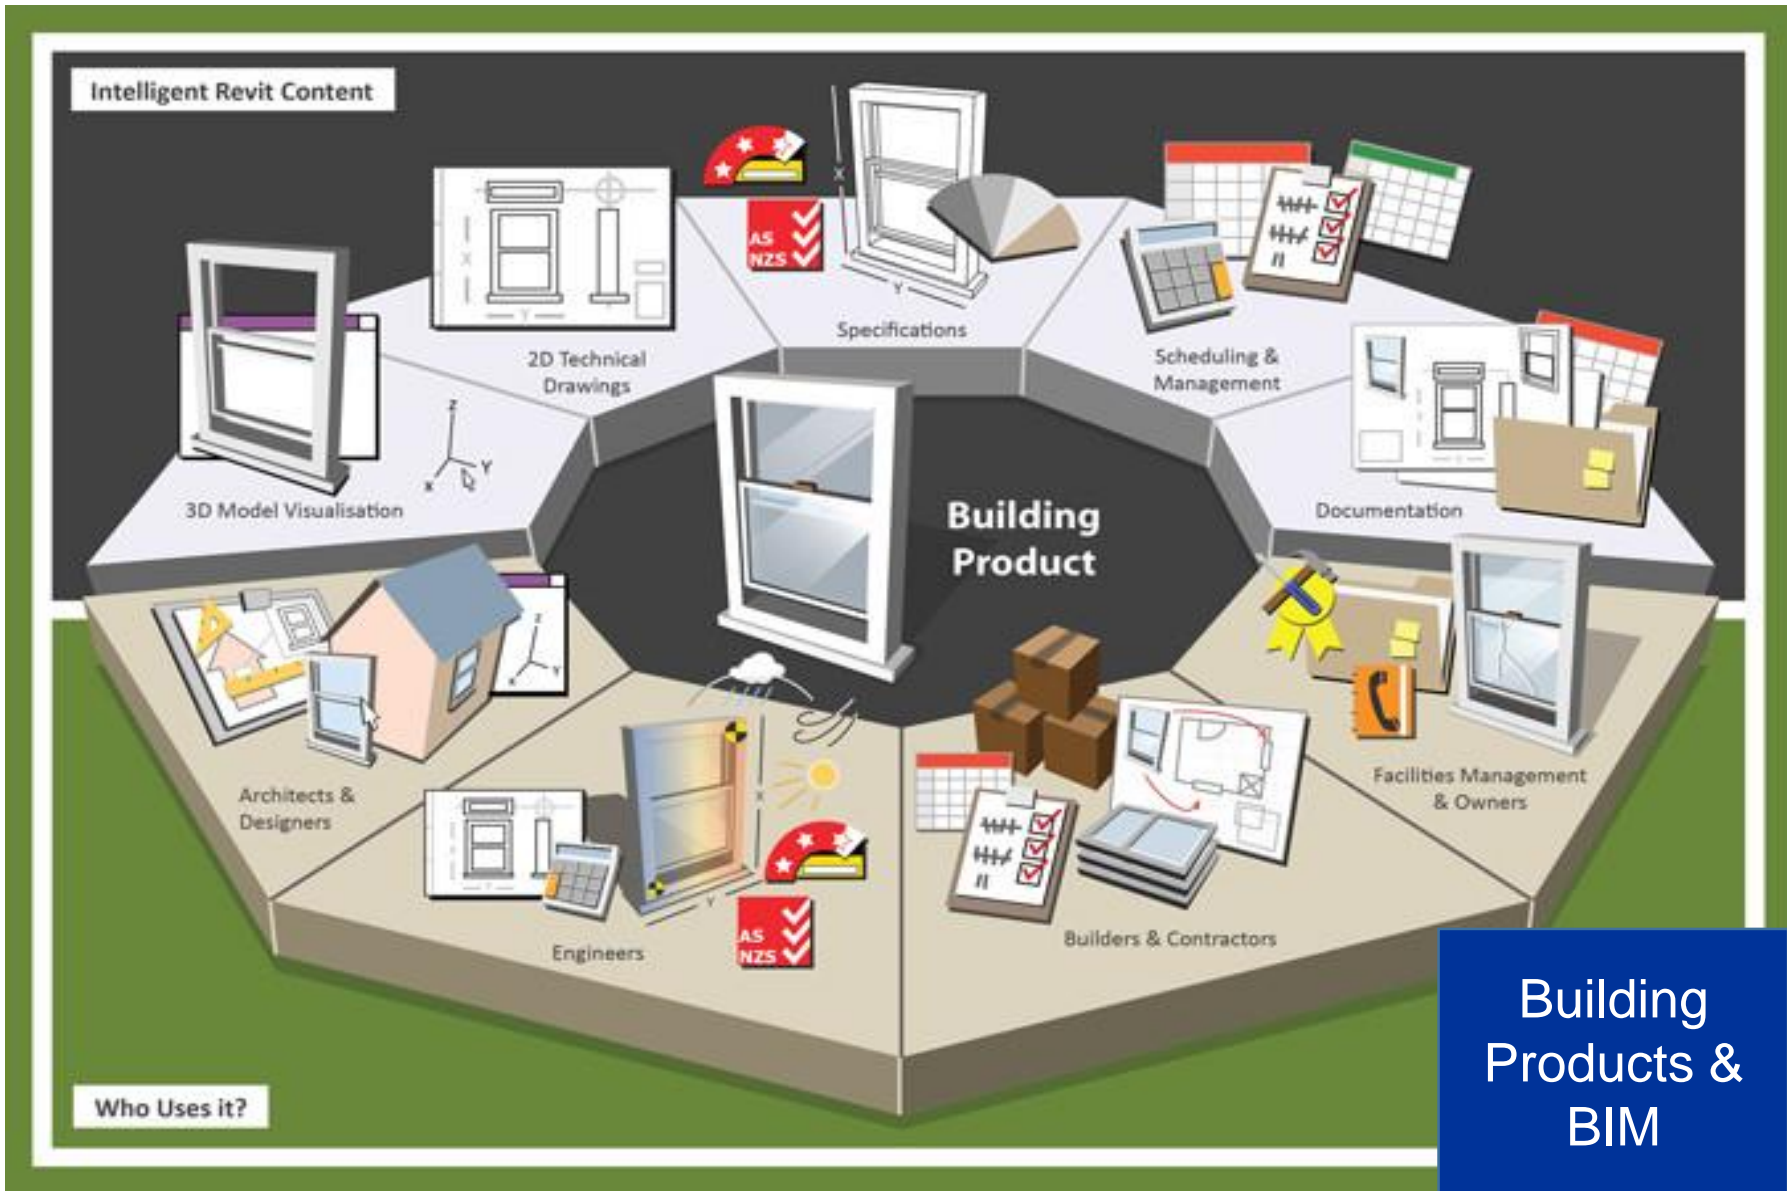 Intelligent Revit Content
AS
NZS
X
Y
Specifications
X
Y
2D Technical
Drawings
Scheduling &
Management
Z
Y
X
3D Model Visualisation
Documentation
Building
Product
Z
Y
X
Architects &
Designers
X
Y
AS
NZS
Engineers
Builders & Contractors
Facilities Management
& Owners
Who Uses it?
Building
Products &
BIM